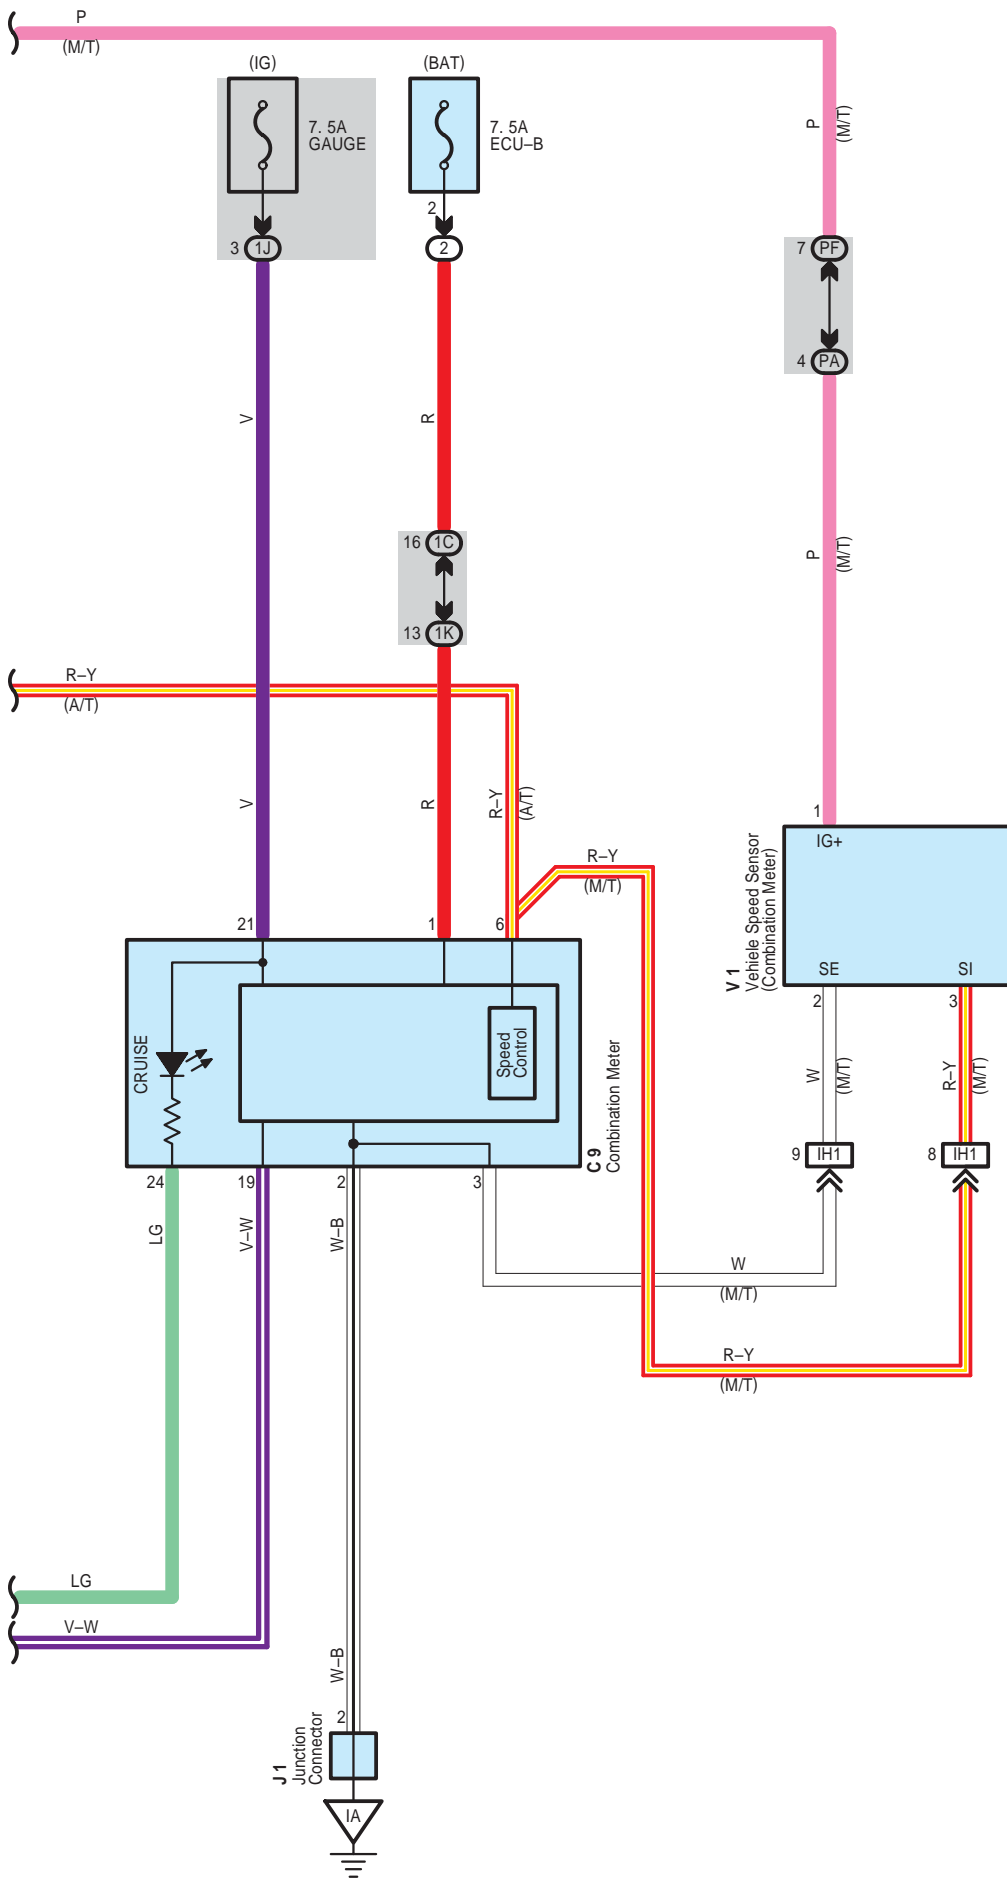 P
(M/T)
(IG)
(BAT)
7. 5A
GAUGE
7. 5A
ECU–B
P
(M/T)
2
3
1J
2
7
PF
4
PA
V
R
16
1C
13
1K
P
(M/T)
R–Y
(A/T)
V
R
R–Y
(A/T)
1
IG+
R–Y
(M/T)
V 1
Vehiele Speed Sensor
(Combination Meter)
21
1
6
SE
SI
2
3
CRUISE
Speed
Control
C 9
Combination Meter
W
(M/T)
R–Y
(M/T)
9
IH1
8
IH1
24
19
2
3
LG
V–W
W–B
W
(M/T)
R–Y
(M/T)
LG
V–W
W–B
2
J 1
Junction
Connector
IA